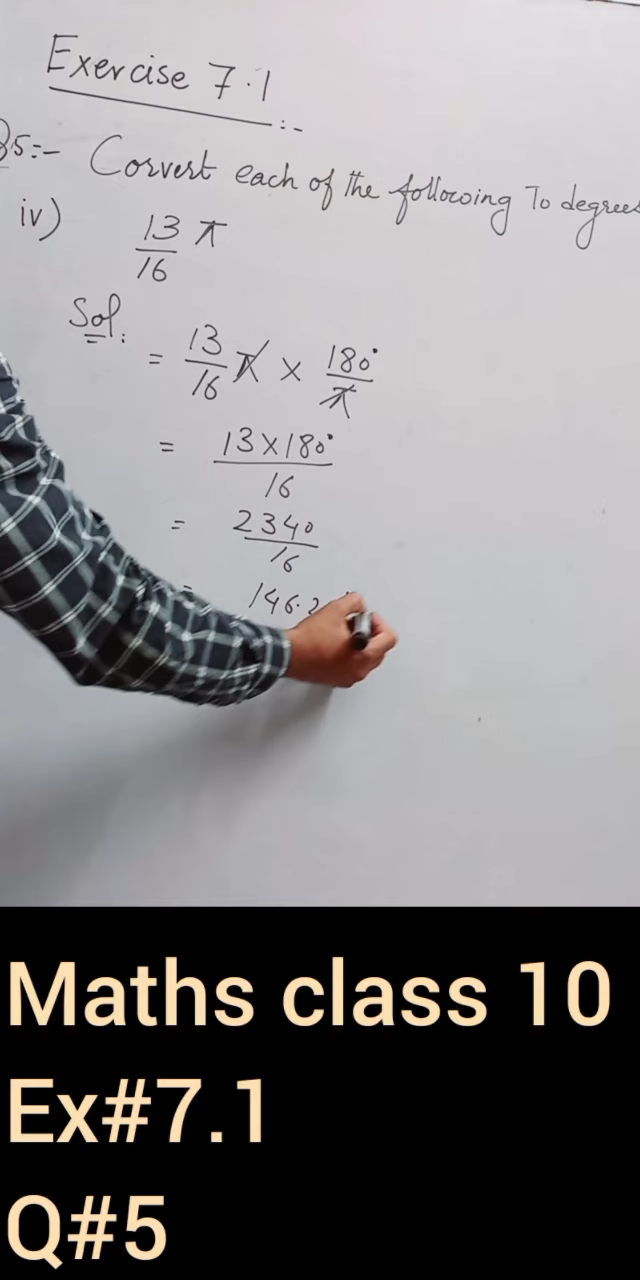 Exercise 7.1 :-
Q5:- Convert each of the following To degrees
iv) 13/16 π
Sol.
= 13/16 π × 180°/π
= 13×180°/16
= 2340/16
= 146.2
Maths class 10
Ex#7.1
Q#5